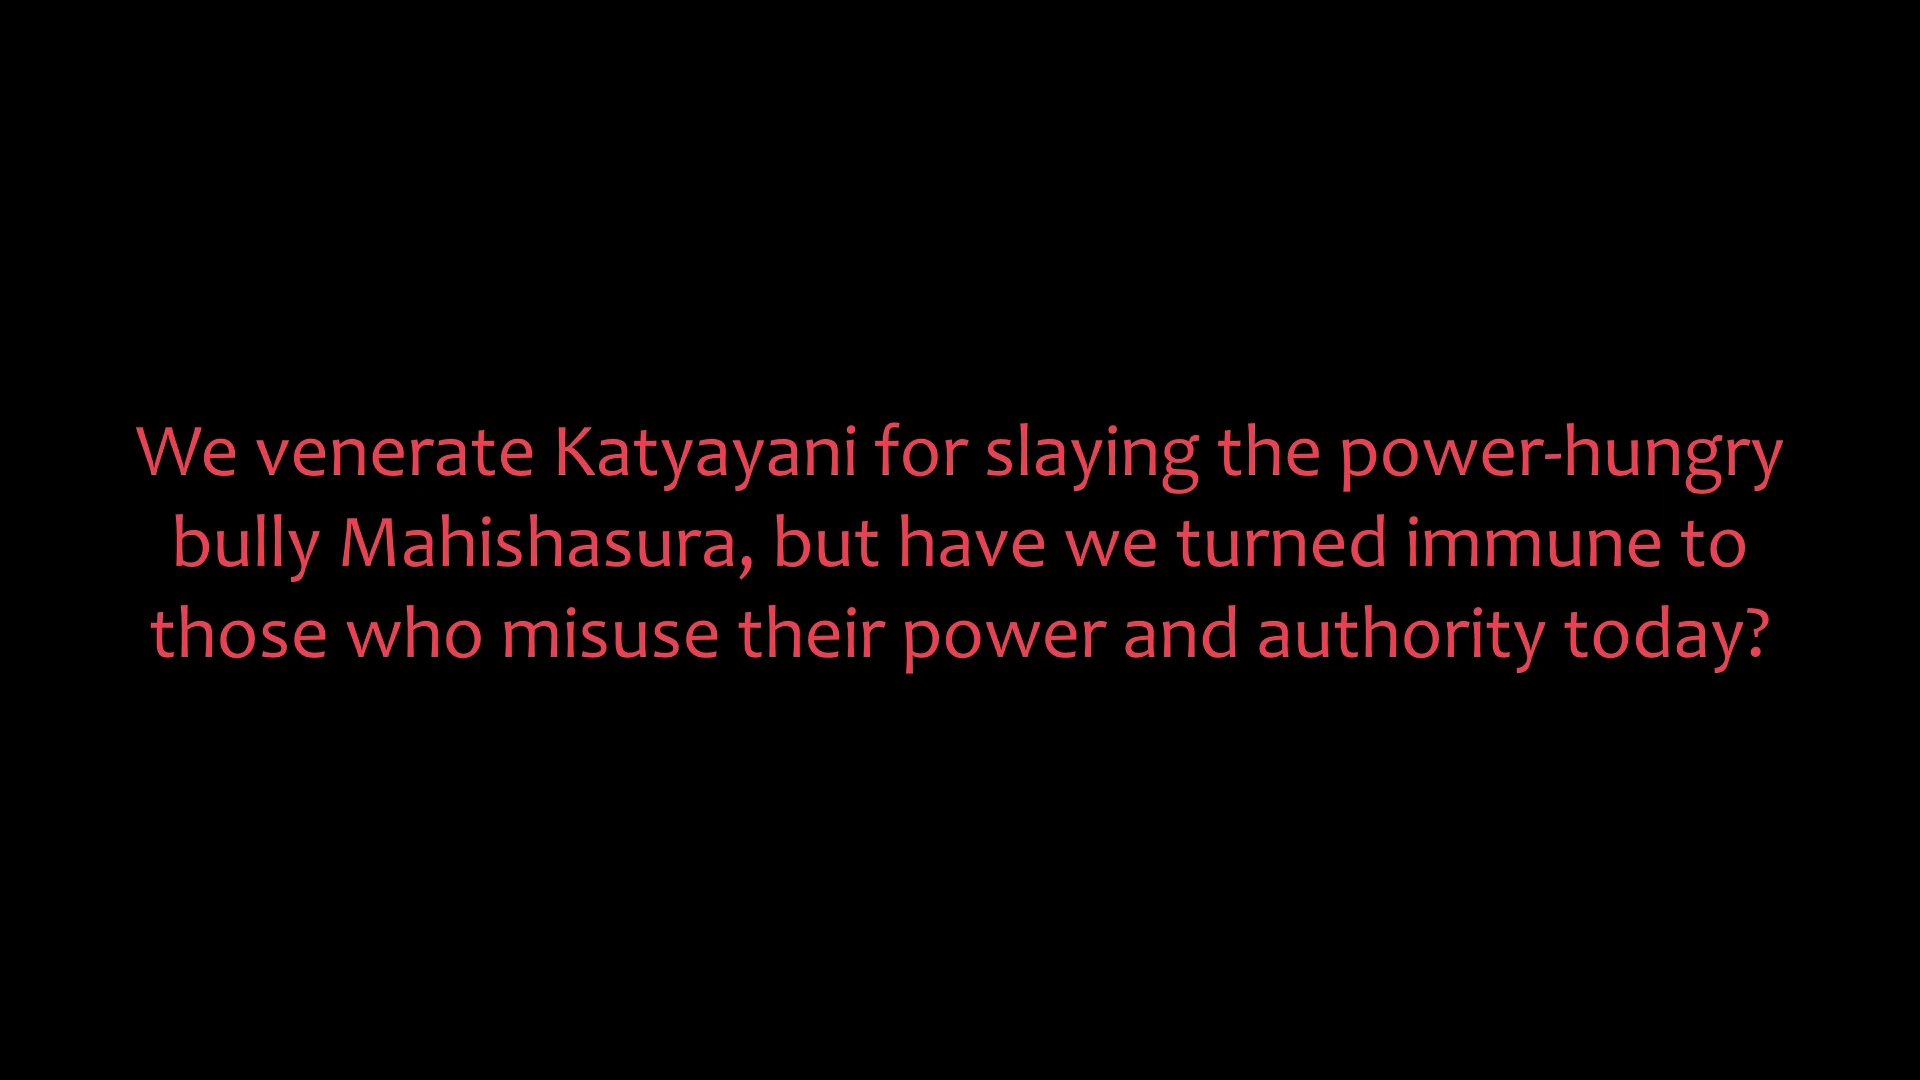 We venerate Katyayani for slaying the power-hungry
bully Mahishasura, but have we turned immune to
those who misuse their power and authority today?